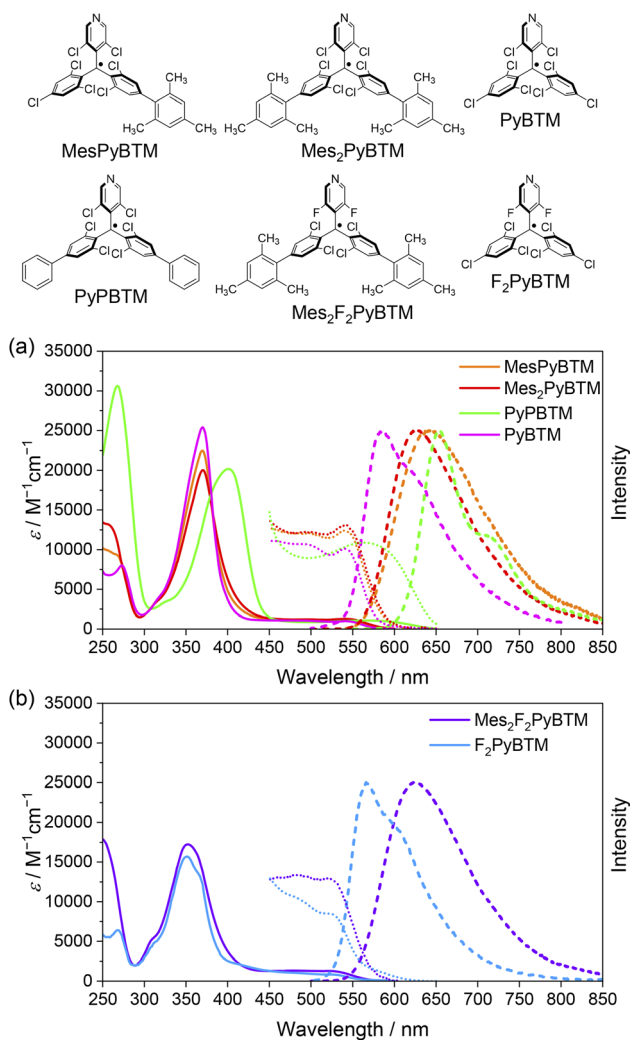 N
Cl Cl
Cl Cl
Cl Cl CH₃
Cl
H₃C CH₃
MesPyBTM
N
Cl Cl
CH₃ Cl Cl CH₃
Cl Cl
H₃C CH₃ H₃C CH₃
Mes₂PyBTM
N
Cl Cl
Cl Cl
Cl Cl
Cl Cl
PyBTM
N
Cl Cl
Cl Cl
Cl Cl
PyPBTM
N
F F
CH₃ Cl Cl CH₃
Cl Cl
H₃C CH₃ H₃C CH₃
Mes₂F₂PyBTM
N
F F
Cl Cl
Cl Cl
Cl Cl
F₂PyBTM
(a)
35000
30000
25000
20000
15000
10000
5000
0
ε / M⁻¹cm⁻¹
MesPyBTM
Mes₂PyBTM
PyPBTM
PyBTM
Intensity
250 300 350 400 450 500 550 600 650 700 750 800 850
Wavelength / nm
(b)
35000
30000
25000
20000
15000
10000
5000
0
ε / M⁻¹cm⁻¹
Mes₂F₂PyBTM
F₂PyBTM
Intensity
250 300 350 400 450 500 550 600 650 700 750 800 850
Wavelength / nm